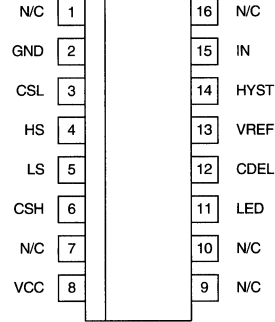 N/C 1 16 N/C
GND 2 15 IN
CSL 3 14 HYST
HS 4 13 VREF
LS 5 12 CDEL
CSH 6 11 LED
N/C 7 10 N/C
VCC 8 9 N/C